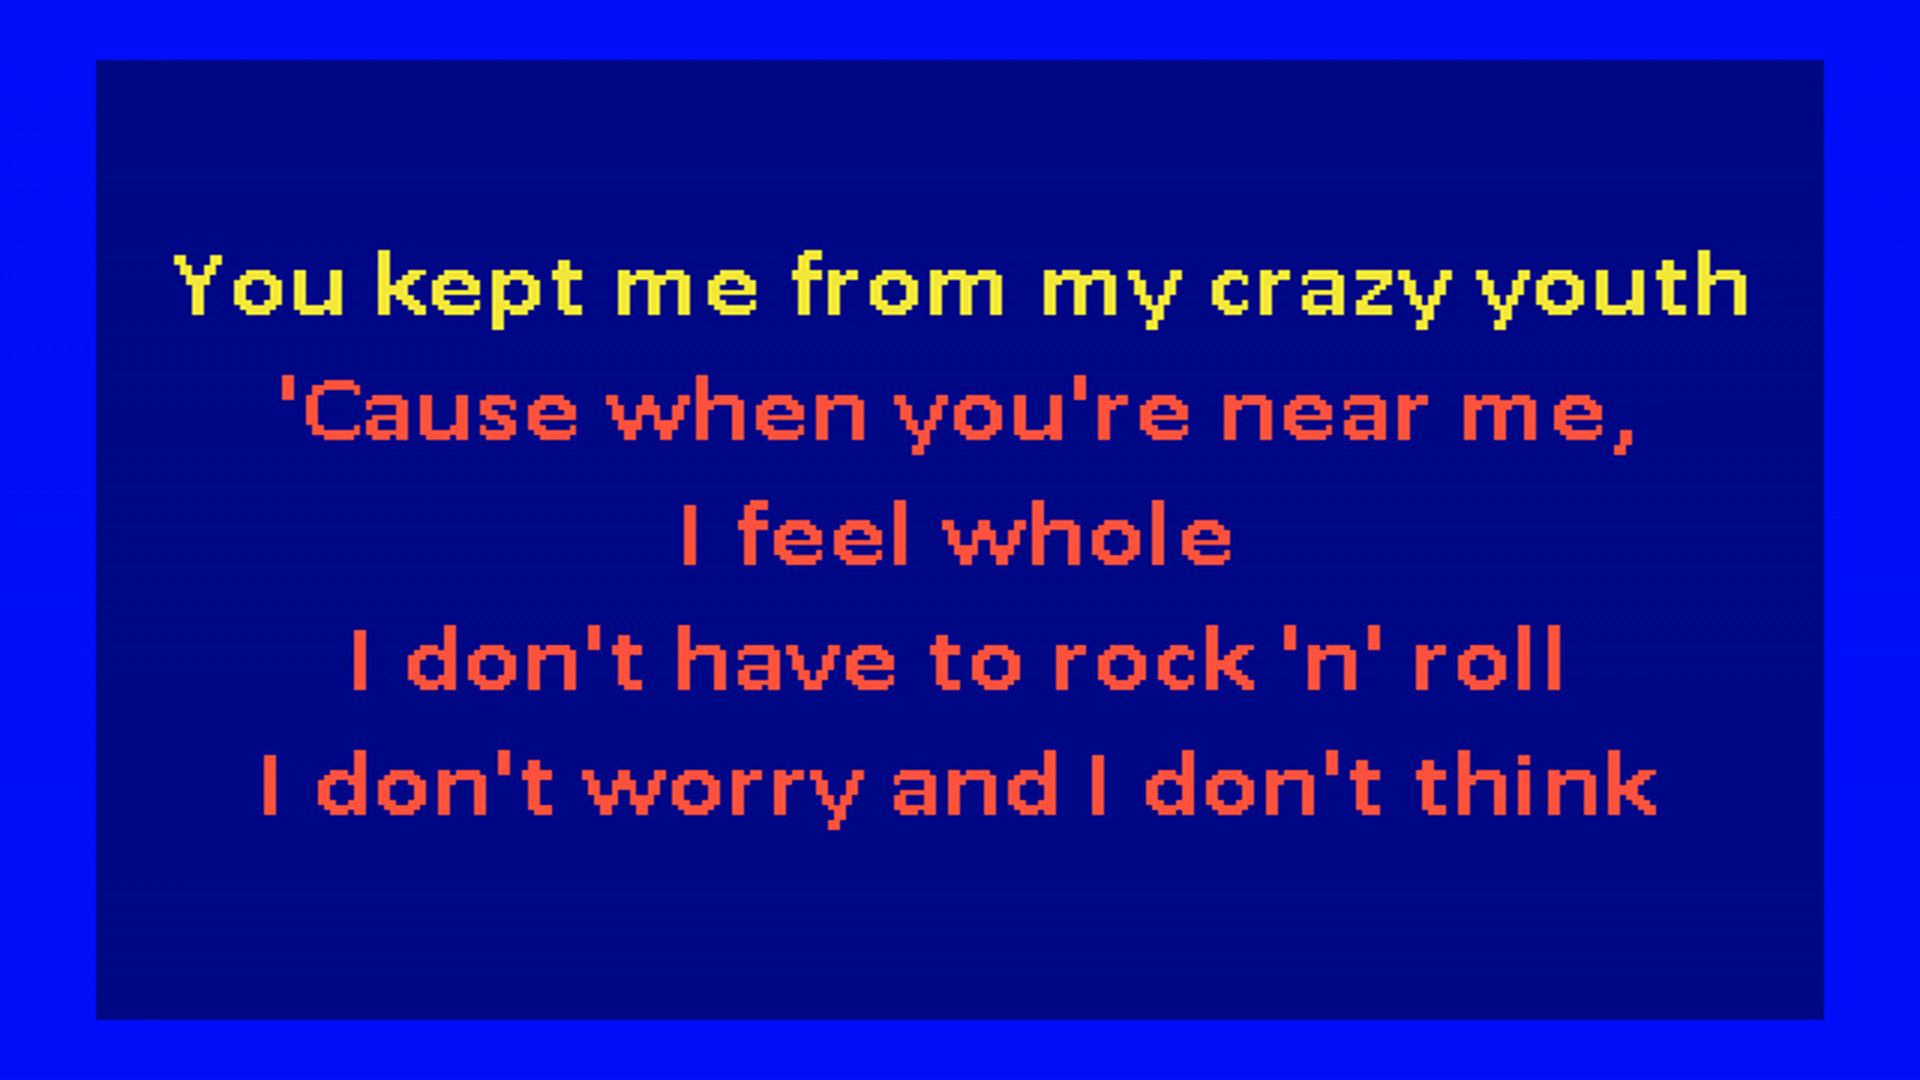 You kept me from my crazy youth
'Cause when you're near me,
I feel whole
I don't have to rock 'n' roll
I don't worry and I don't think